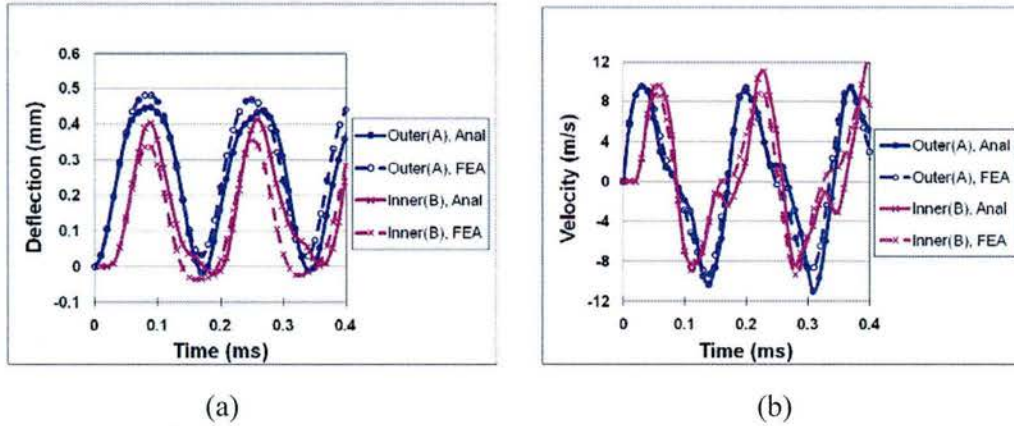 0.6
0.5
0.4
0.3
0.2
0.1
0
-0.1
Deflection (mm)
0 0.1 0.2 0.3 0.4
Time (ms)
Outer(A), Anal
Outer(A), FEA
Inner(B), Anal
Inner(B), FEA
(a)
12
8
4
0
-4
-8
-12
Velocity (m/s)
0 0.1 0.2 0.3 0.4
Time (ms)
Outer(A), Anal
Outer(A), FEA
Inner(B), Anal
Inner(B), FEA
(b)